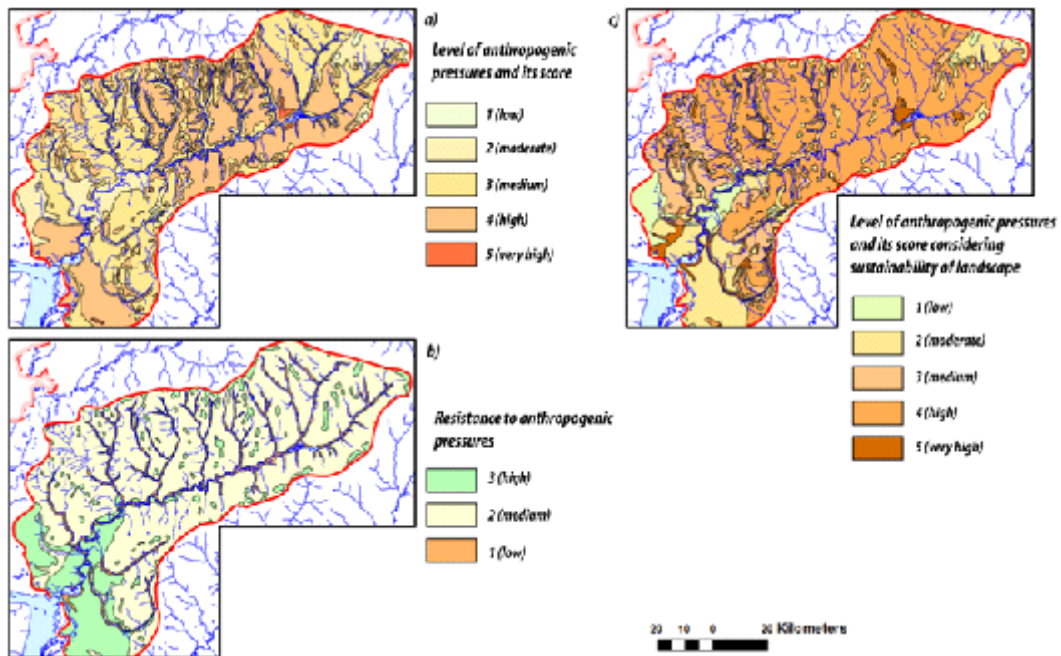 a)
Level of anthropogenic
pressures and its score
1 (low)
2 (moderate)
3 (medium)
4 (high)
5 (very high)
b)
Resistance to anthropogenic
pressures
3 (high)
2 (medium)
1 (low)
c)
Level of anthropogenic pressures
and its score considering
sustainability of landscape
1 (low)
2 (moderate)
3 (medium)
4 (high)
5 (very high)
20 10 0 20 Kilometers